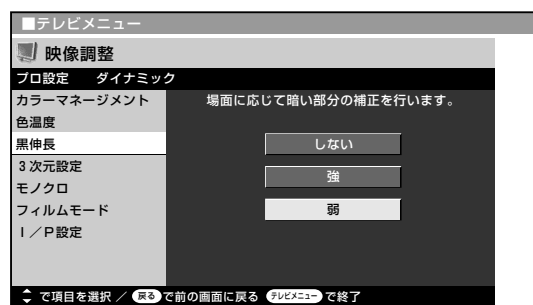 ■テレビメニュー
映像調整
プロ設定 ダイナミック
カラーマネージメント
場面に応じて暗い部分の補正を行います。
色温度
黒伸長
しない
3次元設定
強
モノクロ
フィルムモード
弱
I／P設定
で項目を選択 ／ 戻る で前の画面に戻る テレビメニュー で終了